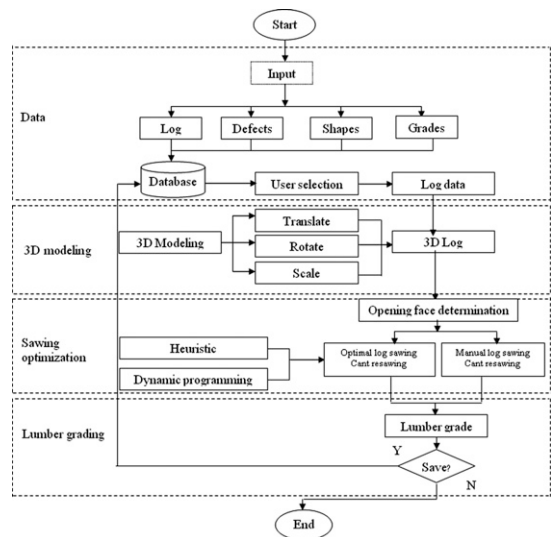 Start
Input
Data
Log
Defects
Shapes
Grades
Database
User selection
Log data
3D modeling
3D Modeling
Translate
Rotate
Scale
3D Log
Sawing
optimization
Opening face determination
Heuristic
Dynamic programming
Optimal log sawing
Cant resawing
Manual log sawing
Cant resawing
Lumber grading
Lumber grade
Y
Save?
N
End